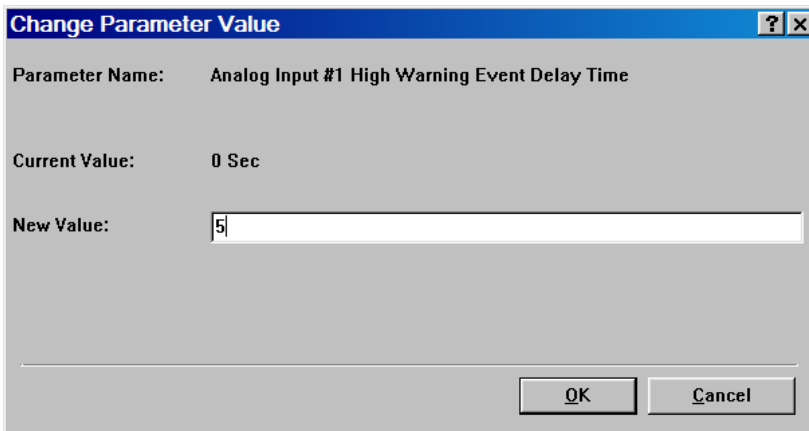 Change Parameter Value
Parameter Name: Analog Input #1 High Warning Event Delay Time
Current Value: 0 Sec
New Value: 5
OK Cancel